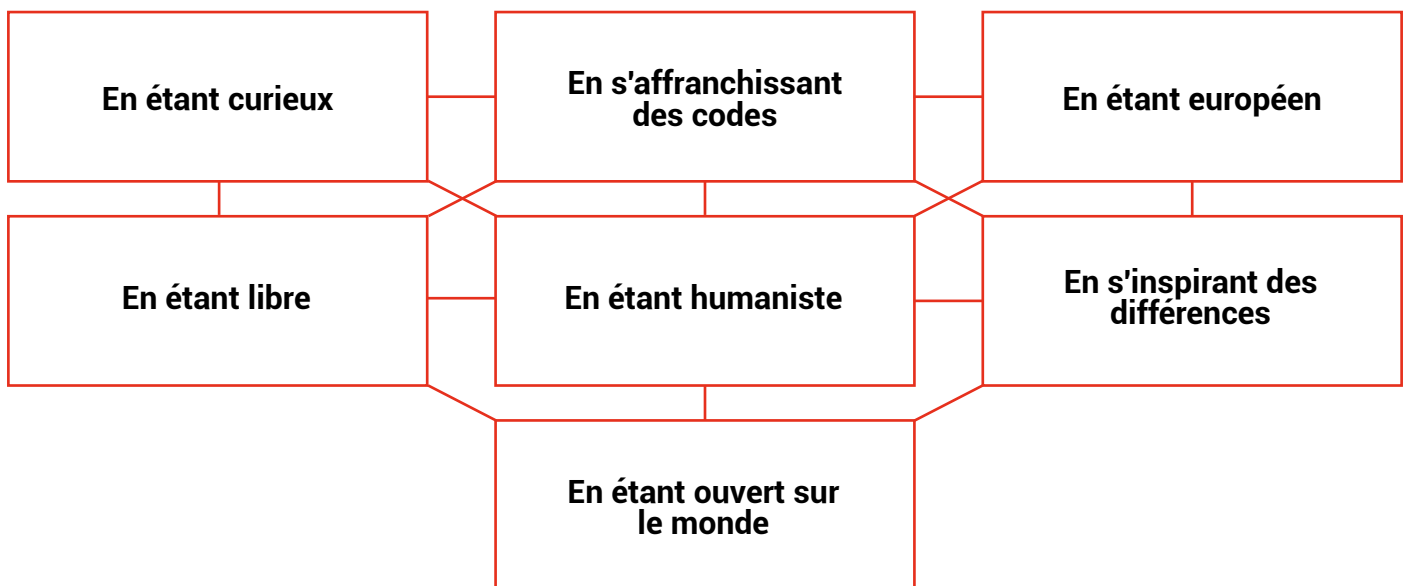 En étant curieux
En s'affranchissant
des codes
En étant européen
En étant libre
En étant humaniste
En s'inspirant des
différences
En étant ouvert sur
le monde